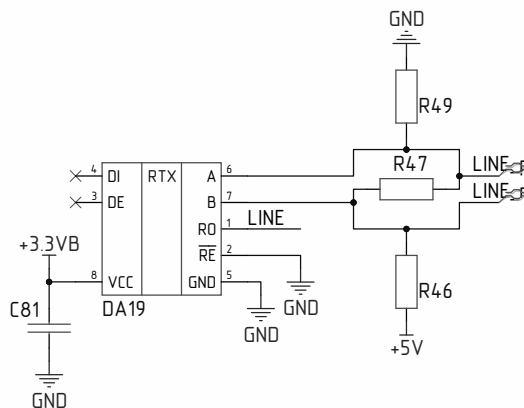 GND
R49
LINE
R47
LINE
4 DI RTX A 6
3 DE B 7
RO 1 LINE
RE 2
+3.3VB
8 VCC GND 5
C81
DA19
GND
GND
GND
R46
+5V